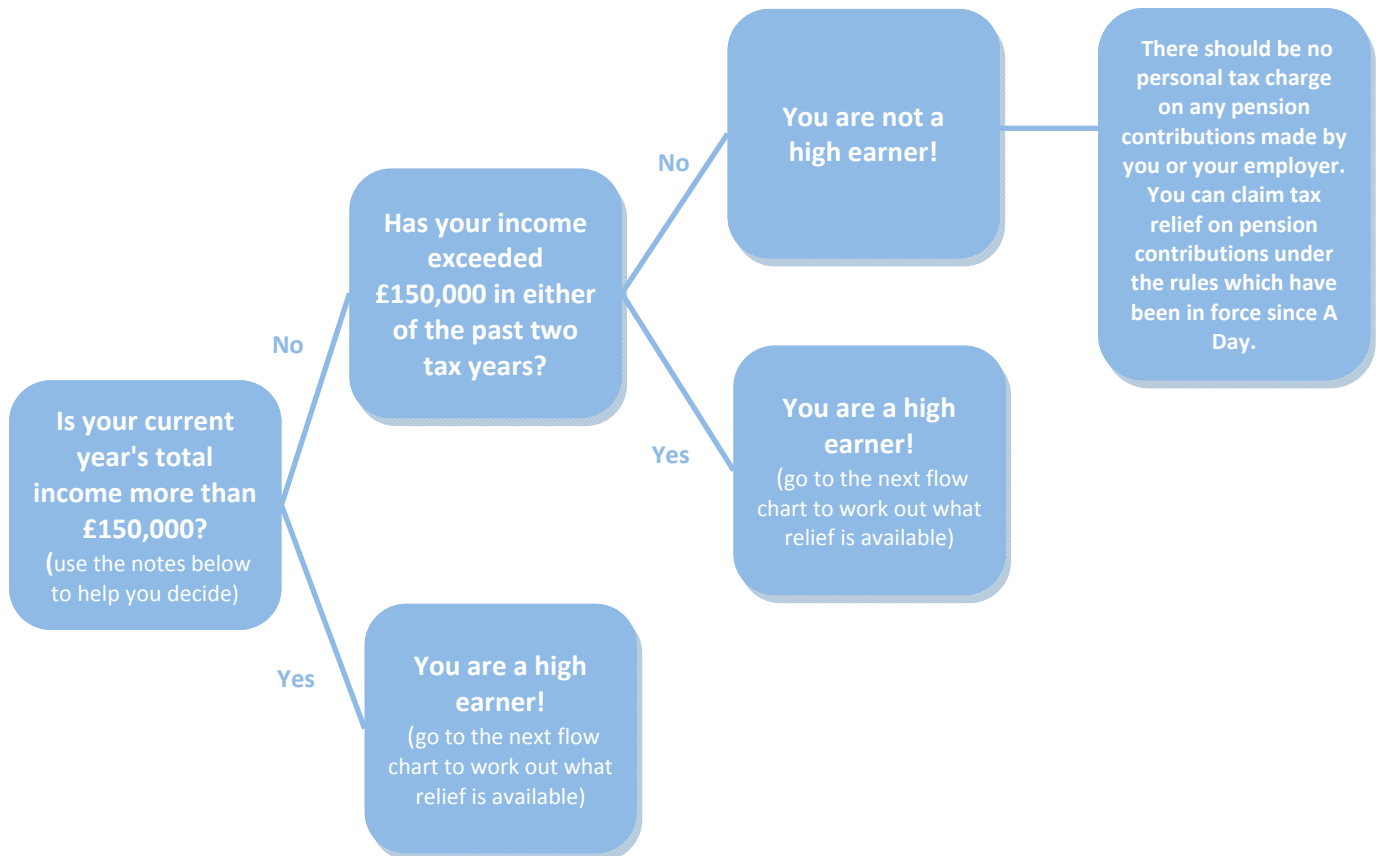 Is your current
year's total
income more than
£150,000?
(use the notes below
to help you decide)
No
Yes
Has your income
exceeded
£150,000 in either
of the past two
tax years?
You are a high
earner!
(go to the next flow
chart to work out what
relief is available)
No
Yes
You are not a
high earner!
You are a high
earner!
(go to the next flow
chart to work out what
relief is available)
There should be no
personal tax charge
on any pension
contributions made by
you or your employer.
You can claim tax
relief on pension
contributions under
the rules which have
been in force since A
Day.